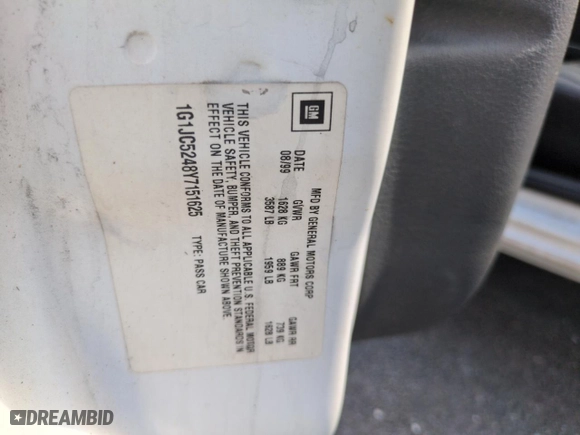 GM
MFD BY GENERAL MOTORS CORP
DATE GVWR GAWR FRT GAWR RR
08/99 1628 KG 889 KG 739 KG
3587 LB 1959 LB 1628 LB
THIS VEHICLE CONFORMS TO ALL APPLICABLE U.S. FEDERAL MOTOR
VEHICLE SAFETY, BUMPER, AND THEFT PREVENTION STANDARDS IN
EFFECT ON THE DATE OF MANUFACTURE SHOWN ABOVE.
1G1JC5248Y7151625 TYPE: PASS CAR
DREAMBID